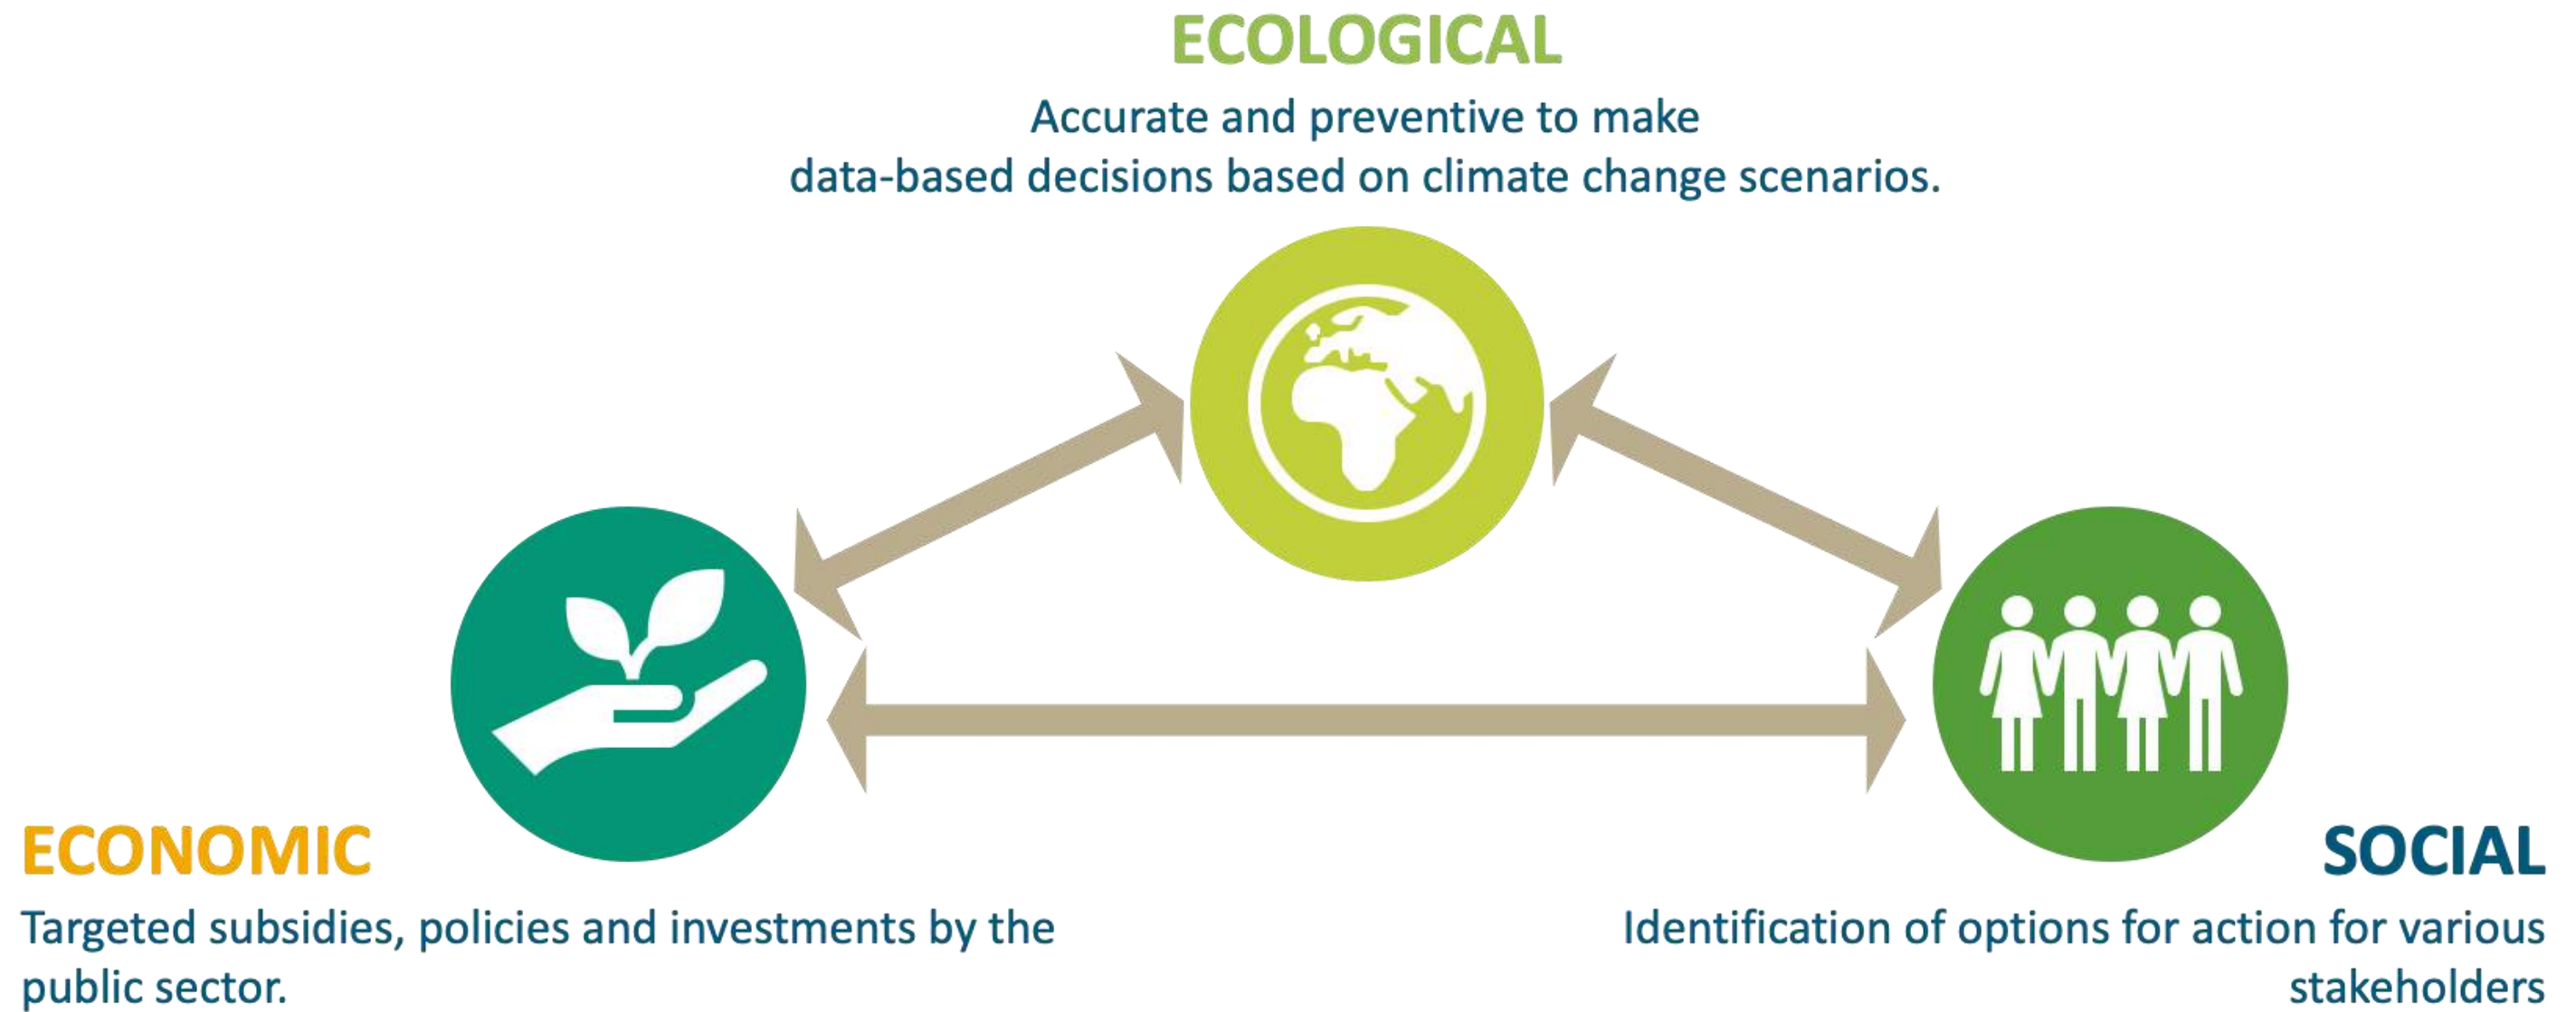 ECOLOGICAL
Accurate and preventive to make
data-based decisions based on climate change scenarios.
ECONOMIC
Targeted subsidies, policies and investments by the
public sector.
SOCIAL
Identification of options for action for various
stakeholders